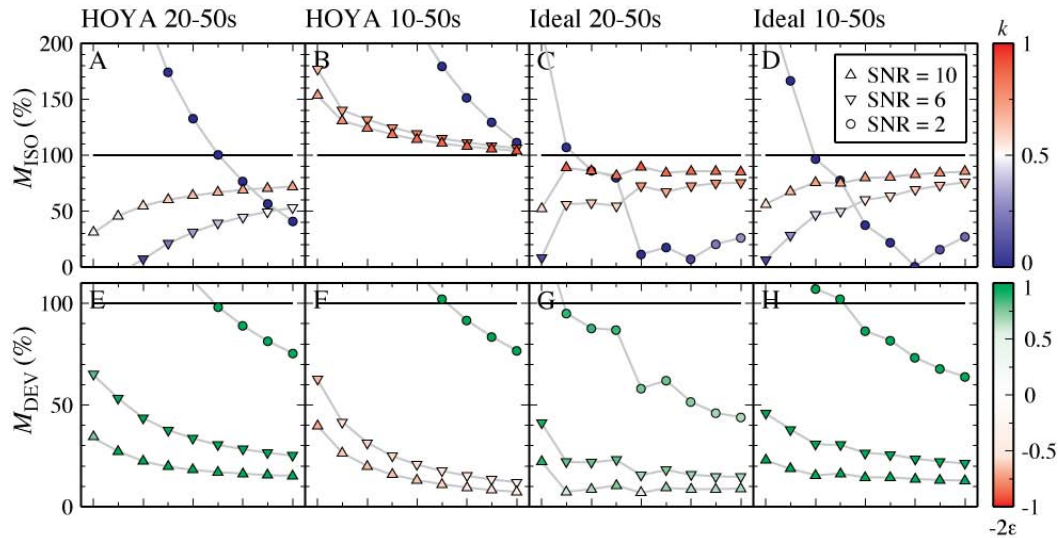 HOYA 20-50s HOYA 10-50s Ideal 20-50s Ideal 10-50s k
200 A B C D 1
SNR = 10
150 SNR = 6
SNR = 2
M_ISO (%) 100 0.5
50
0 0
100 E F G H 1
0.5
M_DEV (%) 50 0
-0.5
0 -1
-2ε